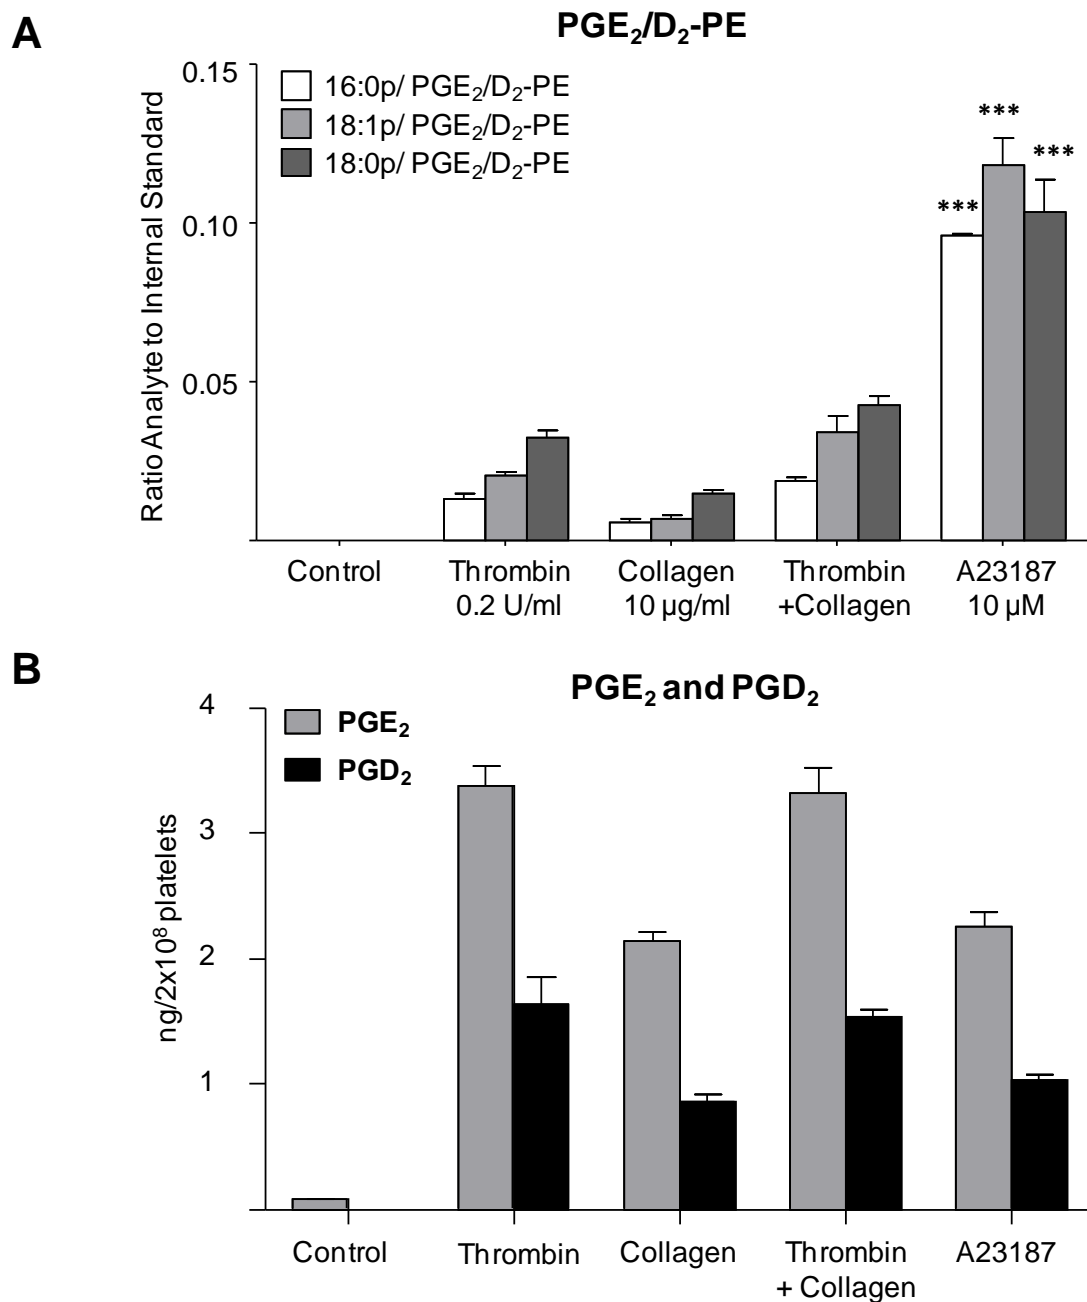 A
PGE₂/D₂-PE
Ratio Analyte to Internal Standard
0.15
0.10
0.05
16:0p/ PGE₂/D₂-PE
18:1p/ PGE₂/D₂-PE
18:0p/ PGE₂/D₂-PE
***
***
***
Control
Thrombin
0.2 U/ml
Collagen
10 µg/ml
Thrombin
+Collagen
A23187
10 µM
B
PGE₂ and PGD₂
ng/2x10⁸ platelets
4
3
2
1
PGE₂
PGD₂
Control
Thrombin
Collagen
Thrombin
+ Collagen
A23187